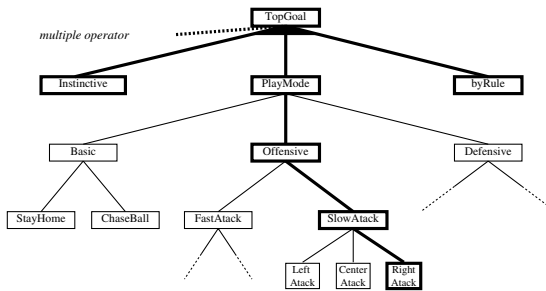 TopGoal
multiple operator
Instinctive
PlayMode
byRule
Basic
Offensive
Defensive
StayHome
ChaseBall
FastAtack
SlowAtack
Left
Atack
Center
Atack
Right
Atack